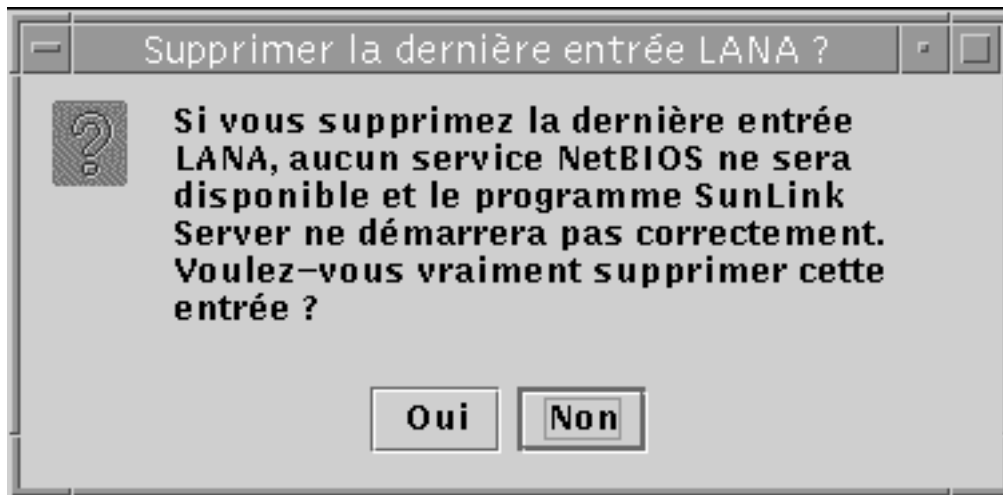 Supprimer la dernière entrée LANA ?
Si vous supprimez la dernière entrée
LANA, aucun service NetBIOS ne sera
disponible et le programme SunLink
Server ne démarrera pas correctement.
Voulez-vous vraiment supprimer cette
entrée ?
Oui Non